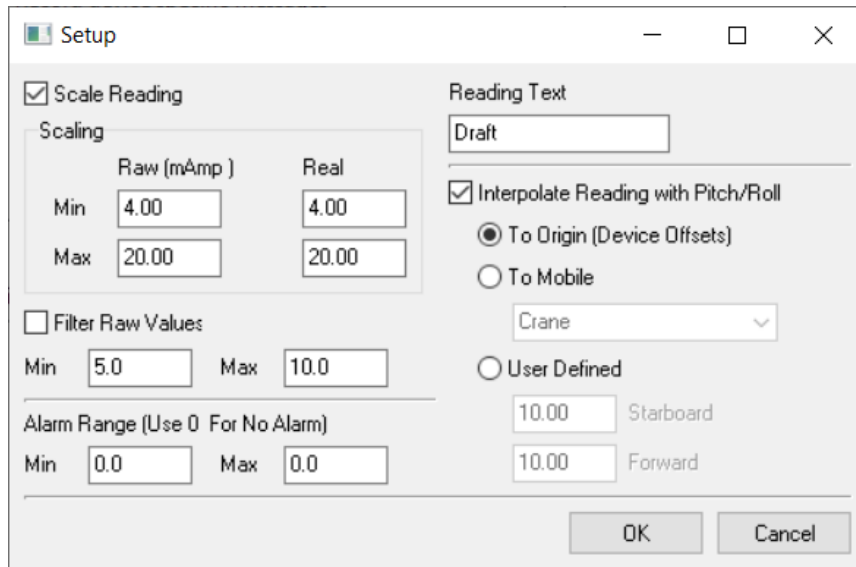 Setup
Scale Reading
Scaling
Raw (mAmp ) Real
Min 4.00 4.00
Max 20.00 20.00
Filter Raw Values
Min 5.0 Max 10.0
Alarm Range (Use 0 For No Alarm)
Min 0.0 Max 0.0
Reading Text
Draft
Interpolate Reading with Pitch/Roll
To Origin (Device Offsets)
To Mobile
Crane
User Defined
10.00 Starboard
10.00 Forward
OK Cancel